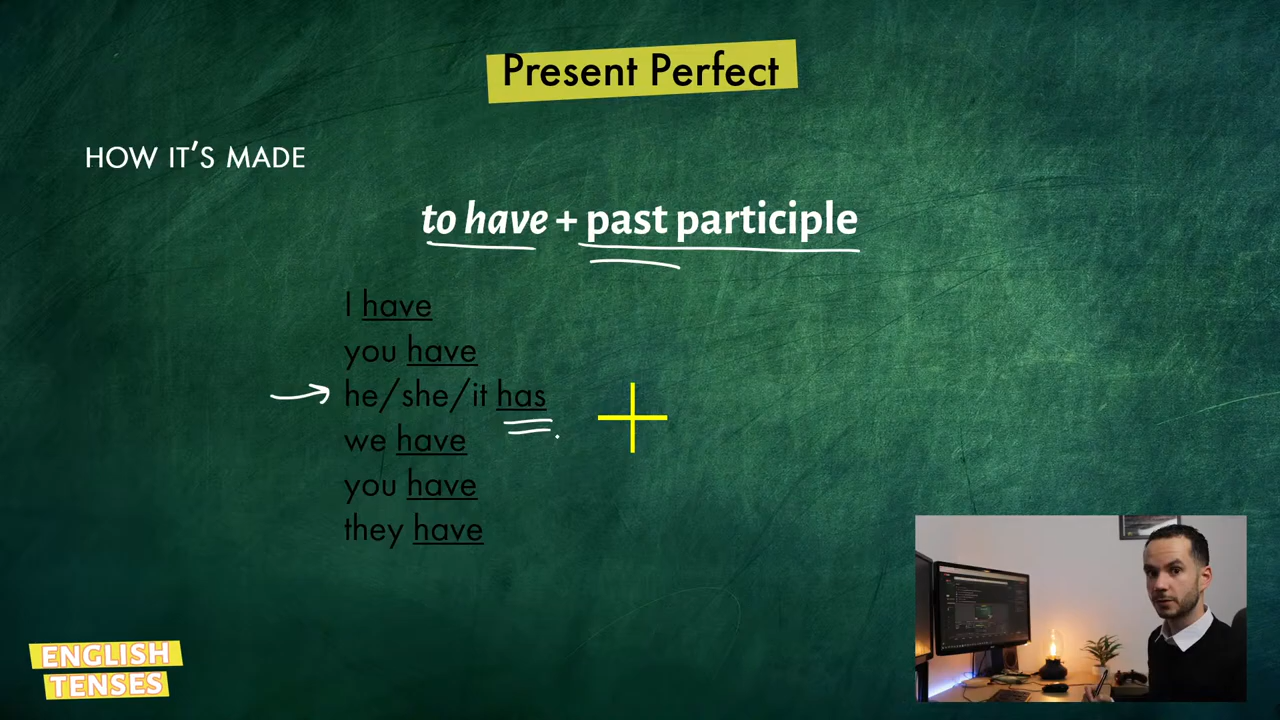 Present Perfect
HOW IT'S MADE
to have + past participle
I have
you have
he/she/it has
we have
you have
they have
ENGLISH
TENSES